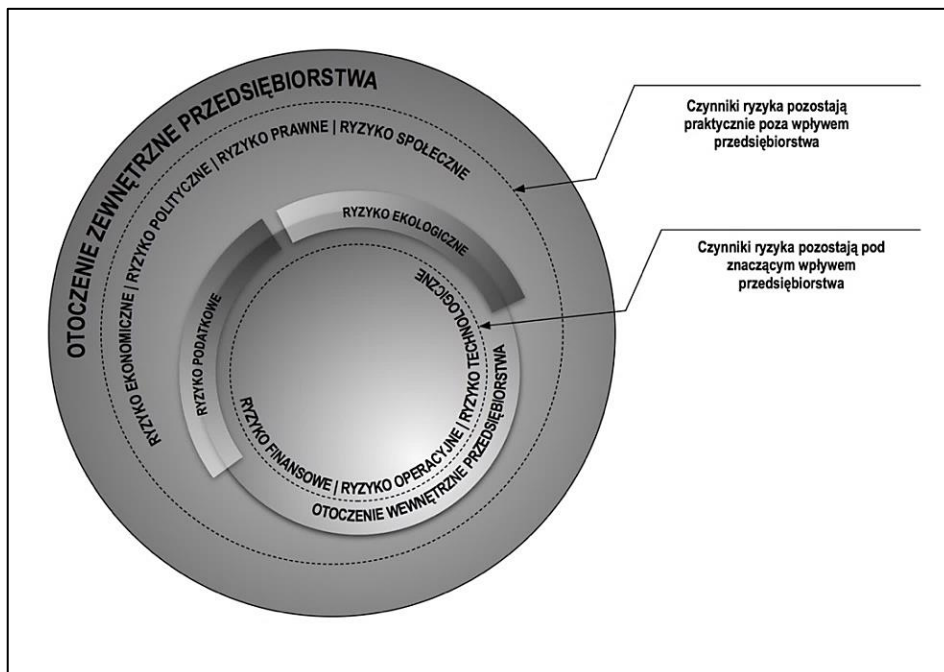 OTOCZENIE ZEWNĘTRZNE PRZEDSIĘBIORSTWA
RYZYKO EKONOMICZNE | RYZYKO POLITYCZNE | RYZYKO PRAWNE | RYZYKO SPOŁECZNE
RYZYKO PODATKOWE
RYZYKO EKOLOGICZNE
RYZYKO FINANSOWE | RYZYKO OPERACYJNE | RYZYKO TECHNOLOGICZNE
OTOCZENIE WEWNĘTRZNE PRZEDSIĘBIORSTWA
Czynniki ryzyka pozostają
praktycznie poza wpływem
przedsiębiorstwa
Czynniki ryzyka pozostają pod
znaczącym wpływem
przedsiębiorstwa